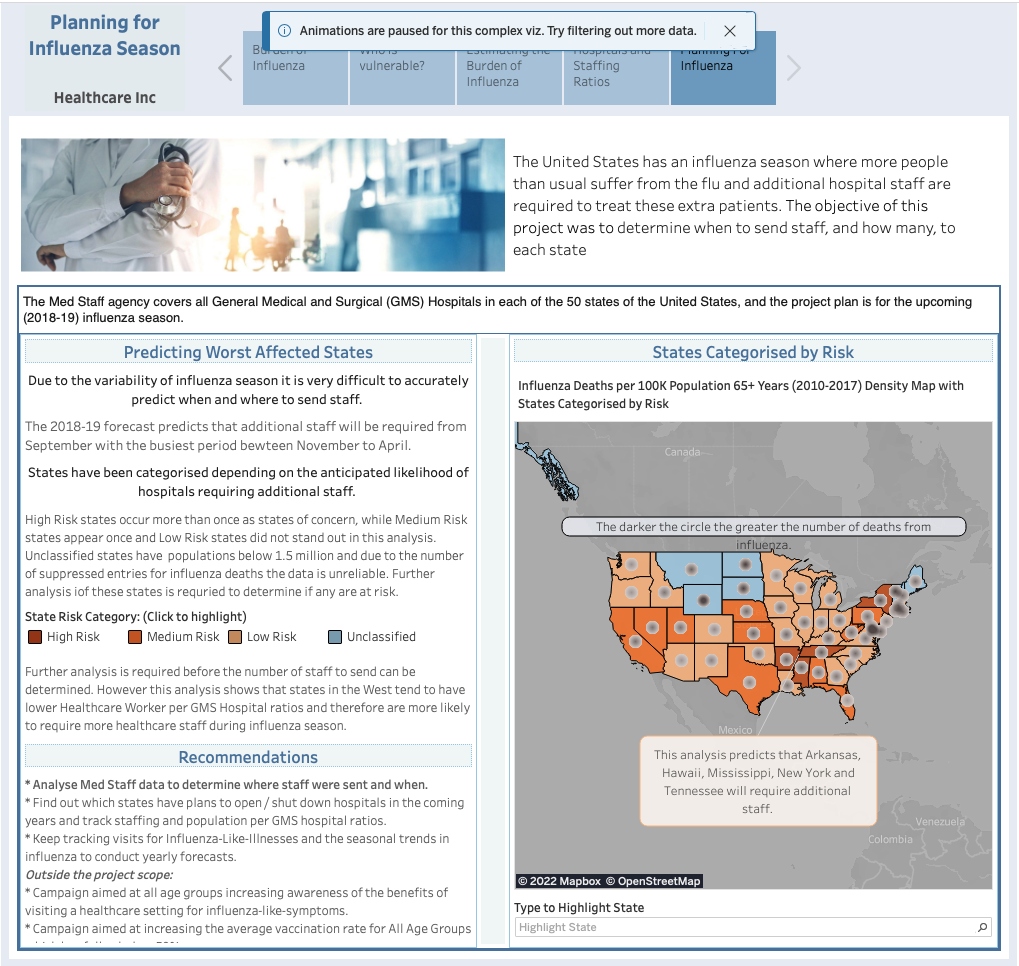 Planning for
Influenza Season
Healthcare Inc
Animations are paused for this complex viz. Try filtering out more data.
Burden of
Influenza
Who is
vulnerable?
Estimating the
Burden of
Influenza
Hospitals and
Staffing
Ratios
Planning For
Influenza
The United States has an influenza season where more people
than usual suffer from the flu and additional hospital staff are
required to treat these extra patients. The objective of this
project was to determine when to send staff, and how many, to
each state
The Med Staff agency covers all General Medical and Surgical (GMS) Hospitals in each of the 50 states of the United States, and the project plan is for the upcoming
(2018-19) influenza season.
Predicting Worst Affected States
Due to the variability of influenza season it is very difficult to accurately
predict when and where to send staff.
The 2018-19 forecast predicts that additional staff will be required from
September with the busiest period bewteen November to April.
States have been categorised depending on the anticipated likelihood of
hospitals requiring additional staff.
High Risk states occur more than once as states of concern, while Medium Risk
states appear once and Low Risk states did not stand out in this analysis.
Unclassified states have populations below 1.5 million and due to the number
of suppressed entries for influenza deaths the data is unreliable. Further
analysis iof these states is requried to determine if any are at risk.
State Risk Category: (Click to highlight)
High Risk
Medium Risk
Low Risk
Unclassified
Further analysis is required before the number of staff to send can be
determined. However this analysis shows that states in the West tend to have
lower Healthcare Worker per GMS Hospital ratios and therefore are more likely
to require more healthcare staff during influenza season.
Recommendations
* Analyse Med Staff data to determine where staff were sent and when.
* Find out which states have plans to open / shut down hospitals in the coming
years and track staffing and population per GMS hospital ratios.
* Keep tracking visits for Influenza-Like-Illnesses and the seasonal trends in
influenza to conduct yearly forecasts.
Outside the project scope:
* Campaign aimed at all age groups increasing awareness of the benefits of
visiting a healthcare setting for influenza-like-symptoms.
* Campaign aimed at increasing the average vaccination rate for All Age Groups
States Categorised by Risk
Influenza Deaths per 100K Population 65+ Years (2010-2017) Density Map with
States Categorised by Risk
Canada
The darker the circle the greater the number of deaths from
influenza.
Mexico
This analysis predicts that Arkansas,
Hawaii, Mississippi, New York and
Tennessee will require additional
staff.
Venezuela
Colombia
© 2022 Mapbox © OpenStreetMap
Type to Highlight State
Highlight State